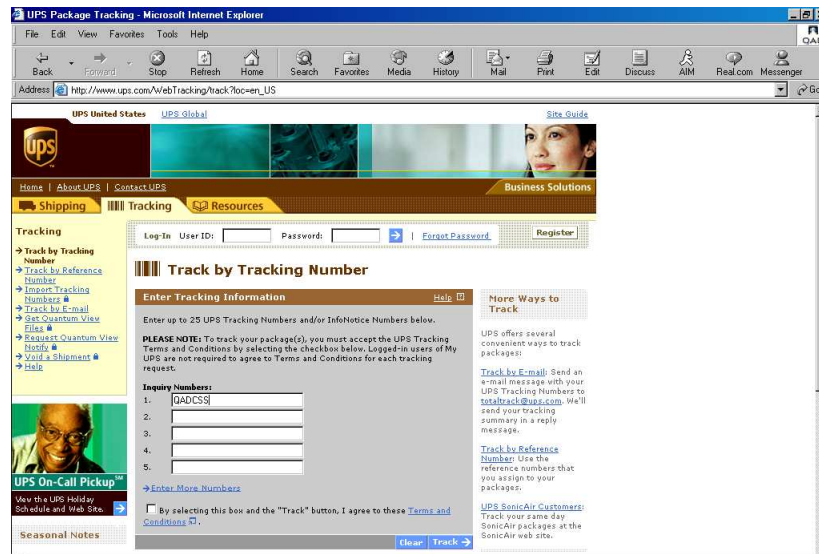 UPS Package Tracking - Microsoft Internet Explorer
File Edit View Favorites Tools Help
Back Forward Stop Refresh Home Search Favorites Media History Mail Print Edit Discuss AIM Real.com Messenger
Address http://www.ups.com/WebTracking/track?loc=en_US
UPS United States UPS Global Site Guide
ups
Home | About UPS | Contact UPS
Business Solutions
Shipping Tracking Resources
Log-In User ID: Password: | Forgot Password Register
Tracking
Track by Tracking
Number
Track by Reference
Number
Import Tracking
Numbers
Track by E-mail
Get Quantum View
Files
Request Quantum View
Notify
Void a Shipment
Help
UPS On-Call Pickup℠
View the UPS Holiday
Schedule and Web Site.
Seasonal Notes
Track by Tracking Number
Enter Tracking Information Help
Enter up to 25 UPS Tracking Numbers and/or InfoNotice Numbers below.
PLEASE NOTE: To track your package(s), you must accept the UPS Tracking
Terms and Conditions by selecting the checkbox below. Logged-in users of My
UPS are not required to agree to Terms and Conditions for each tracking
request.
Inquiry Numbers:
1. QADCSS
2.
3.
4.
5.
Enter More Numbers
By selecting this box and the "Track" button, I agree to these Terms and
Conditions .
Clear Track
More Ways to
Track
UPS offers several
convenient ways to track
packages:
Track by E-mail: Send an
e-mail message with your
UPS Tracking Numbers to
totaltrack@ups.com. We'll
send your tracking
summary in a reply
message.
Track by Reference
Number: Use the
reference numbers that
you assign to your
packages.
UPS SonicAir Customers:
Track your same day
SonicAir packages at the
SonicAir web site.